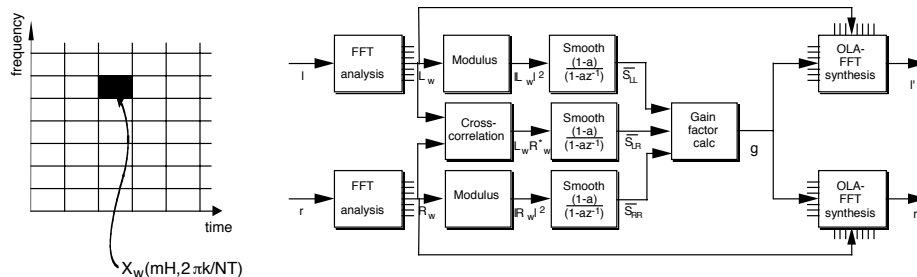 frequency
time
X_w(mH,2πk/NT)
l
FFT
analysis
L_w
Modulus
|L_w|²
Smooth
(1-a)
(1-az⁻¹)
S_LL
OLA-
FFT
synthesis
l'
Cross-
correlation
L_wR*_w
Smooth
(1-a)
(1-az⁻¹)
S_LR
Gain
factor
calc
g
r
FFT
analysis
R_w
Modulus
|R_w|²
Smooth
(1-a)
(1-az⁻¹)
S_RR
OLA-
FFT
synthesis